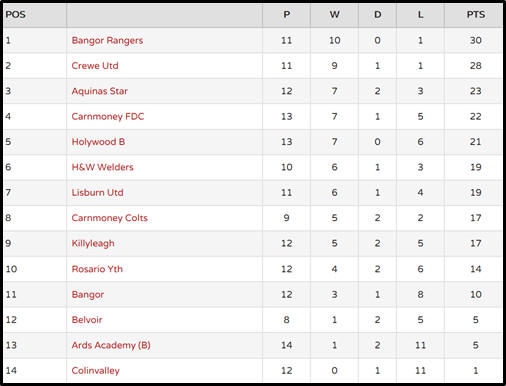 POS P W D L PTS
1 Bangor Rangers 11 10 0 1 30
2 Crewe Utd 11 9 1 1 28
3 Aquinas Star 12 7 2 3 23
4 Carnmoney FDC 13 7 1 5 22
5 Holywood B 13 7 0 6 21
6 H&W Welders 10 6 1 3 19
7 Lisburn Utd 11 6 1 4 19
8 Carnmoney Colts 9 5 2 2 17
9 Killyleagh 12 5 2 5 17
10 Rosario Yth 12 4 2 6 14
11 Bangor 12 3 1 8 10
12 Belvoir 8 1 2 5 5
13 Ards Academy (B) 14 1 2 11 5
14 Colinvalley 12 0 1 11 1